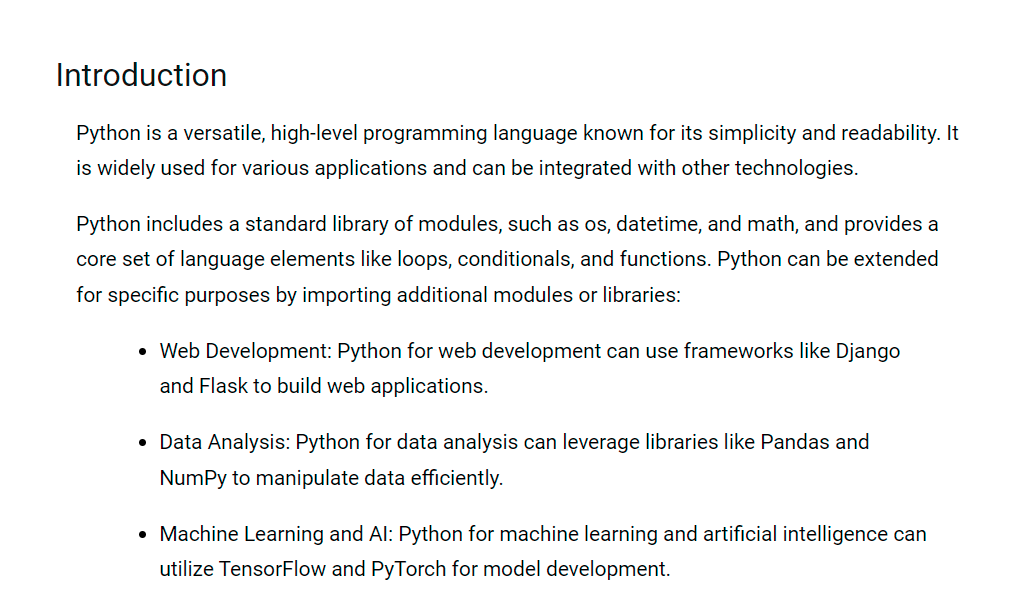 Introduction
Python is a versatile, high-level programming language known for its simplicity and readability. It
is widely used for various applications and can be integrated with other technologies.
Python includes a standard library of modules, such as os, datetime, and math, and provides a
core set of language elements like loops, conditionals, and functions. Python can be extended
for specific purposes by importing additional modules or libraries:
• Web Development: Python for web development can use frameworks like Django
and Flask to build web applications.
• Data Analysis: Python for data analysis can leverage libraries like Pandas and
NumPy to manipulate data efficiently.
• Machine Learning and AI: Python for machine learning and artificial intelligence can
utilize TensorFlow and PyTorch for model development.